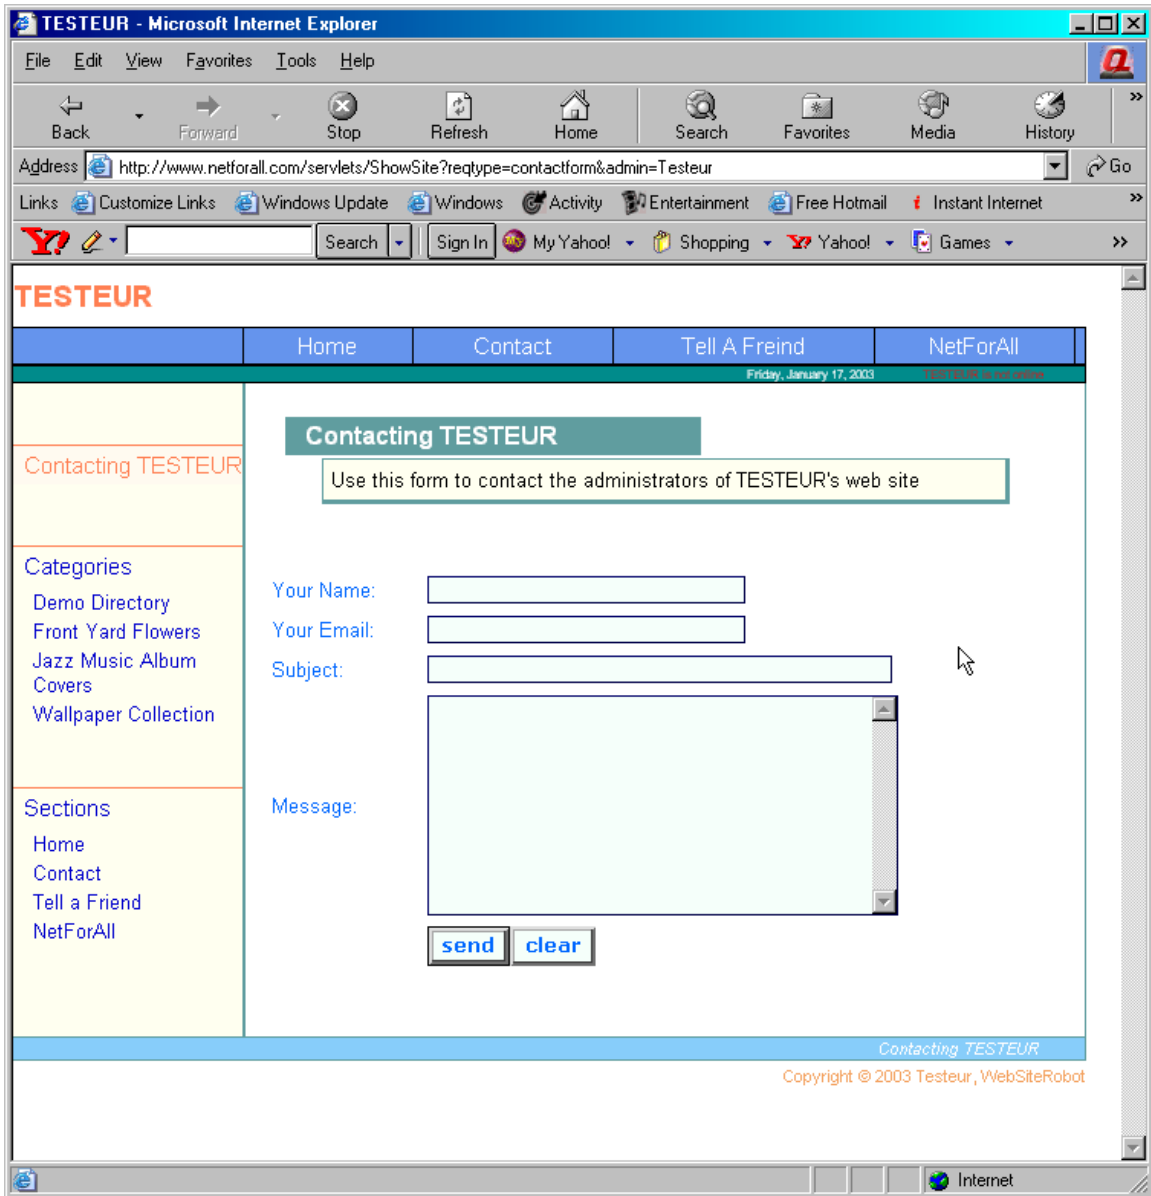 TESTEUR - Microsoft Internet Explorer
File Edit View Favorites Tools Help
Back Forward Stop Refresh Home Search Favorites Media History
Address http://www.netforall.com/servlets/ShowSite?reqtype=contactform&admin=Testeur Go
Links Customize Links Windows Update Windows Activity Entertainment Free Hotmail Instant Internet
Y? Search Sign In My Yahoo! Shopping Y? Yahoo! Games
TESTEUR
Home Contact Tell A Freind NetForAll
Friday, January 17, 2003 TESTEUR is not online
Contacting TESTEUR
Use this form to contact the administrators of TESTEUR's web site
Contacting TESTEUR
Categories
Demo Directory
Front Yard Flowers
Jazz Music Album
Covers
Wallpaper Collection
Sections
Home
Contact
Tell a Friend
NetForAll
Your Name:
Your Email:
Subject:
Message:
send clear
Contacting TESTEUR
Copyright © 2003 Testeur, WebSiteRobot
Internet